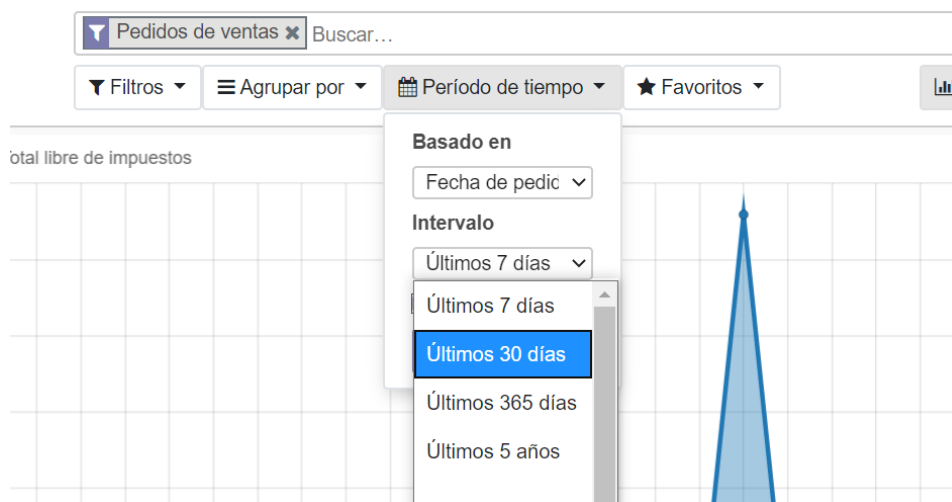 Pedidos de ventas
Buscar...
Filtros
Agrupar por
Período de tiempo
Favoritos
Basado en
Total libre de impuestos
Fecha de pedic
Intervalo
Últimos 7 días
Últimos 7 días
Últimos 30 días
Últimos 365 días
Últimos 5 años